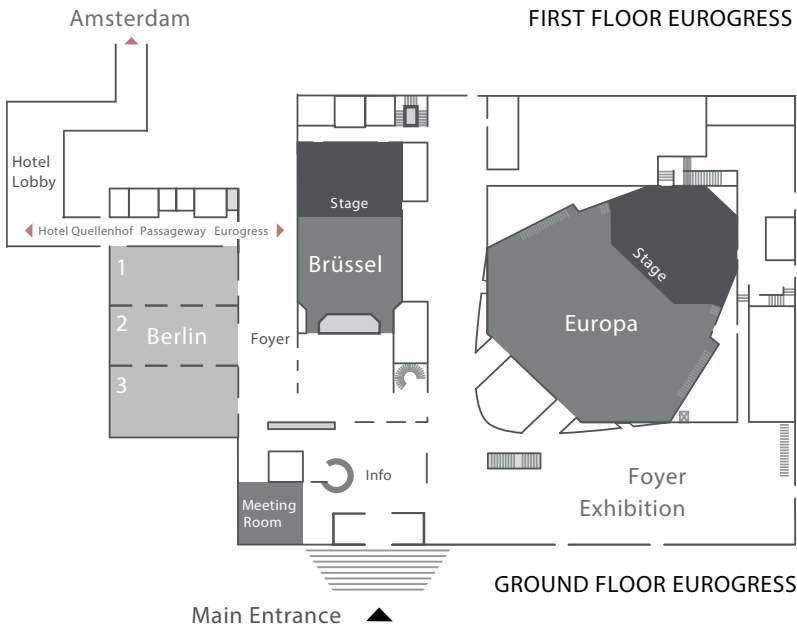 Amsterdam
FIRST FLOOR EUROGRESS
Hotel
Lobby
Stage
Hotel Quellenhof Passageway Eurogress
Stage
1
Brüssel
2
Berlin
Foyer
Europa
3
Info
Foyer
Exhibition
Meeting
Room
GROUND FLOOR EUROGRESS
Main Entrance